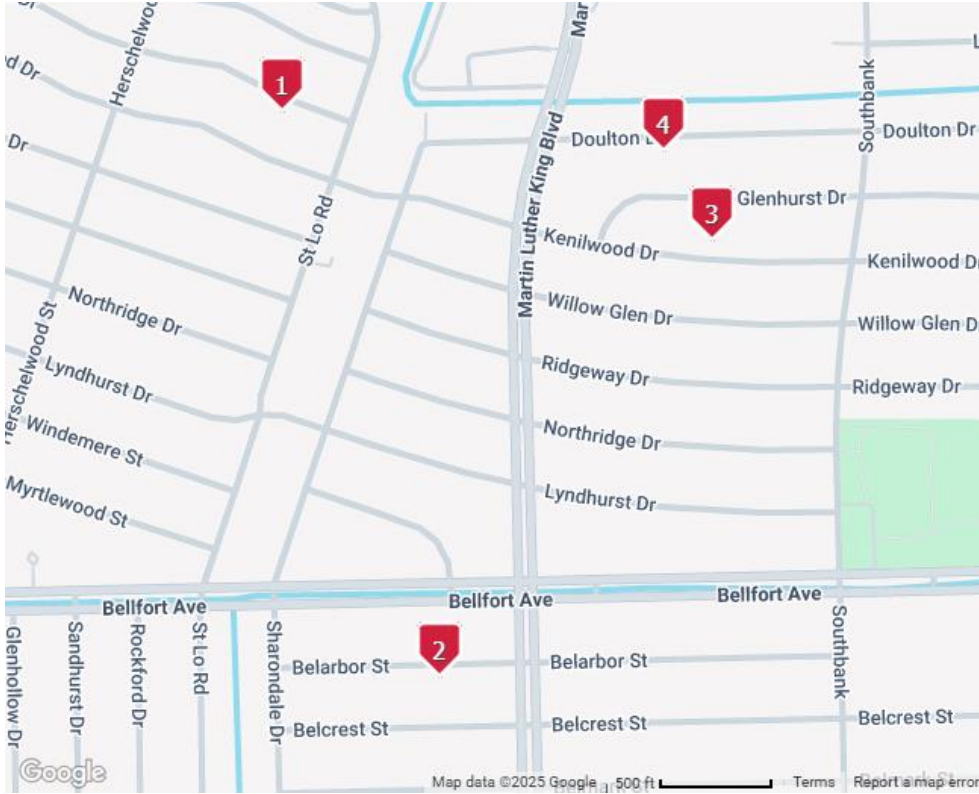 Herschelwoo
d Dr
1
Mar
Southbank
4
Doulton
Doulton Dr
Dr
Martin Luther King Blvd
3
Glenhurst Dr
St Lo Rd
Kenilwood Dr
Kenilwood D
Northridge Dr
Willow Glen Dr
Willow Glen D
Herschelwood St
Lyndhurst Dr
Ridgeway Dr
Ridgeway Dr
Windemere St
Northridge Dr
Myrtlewood St
Lyndhurst Dr
Bellfort Ave
Bellfort Ave
Bellfort Ave
Glenhollow Dr
Sandhurst Dr
Rockford Dr
St Lo Rd
Sharondale Dr
2
Belarbor St
Belarbor St
Southbank
Belcrest St
Belcrest St
Belcrest St
Google
Map data ©2025 Google 500 ft Terms Report a map error
Belmark St
Belmark St